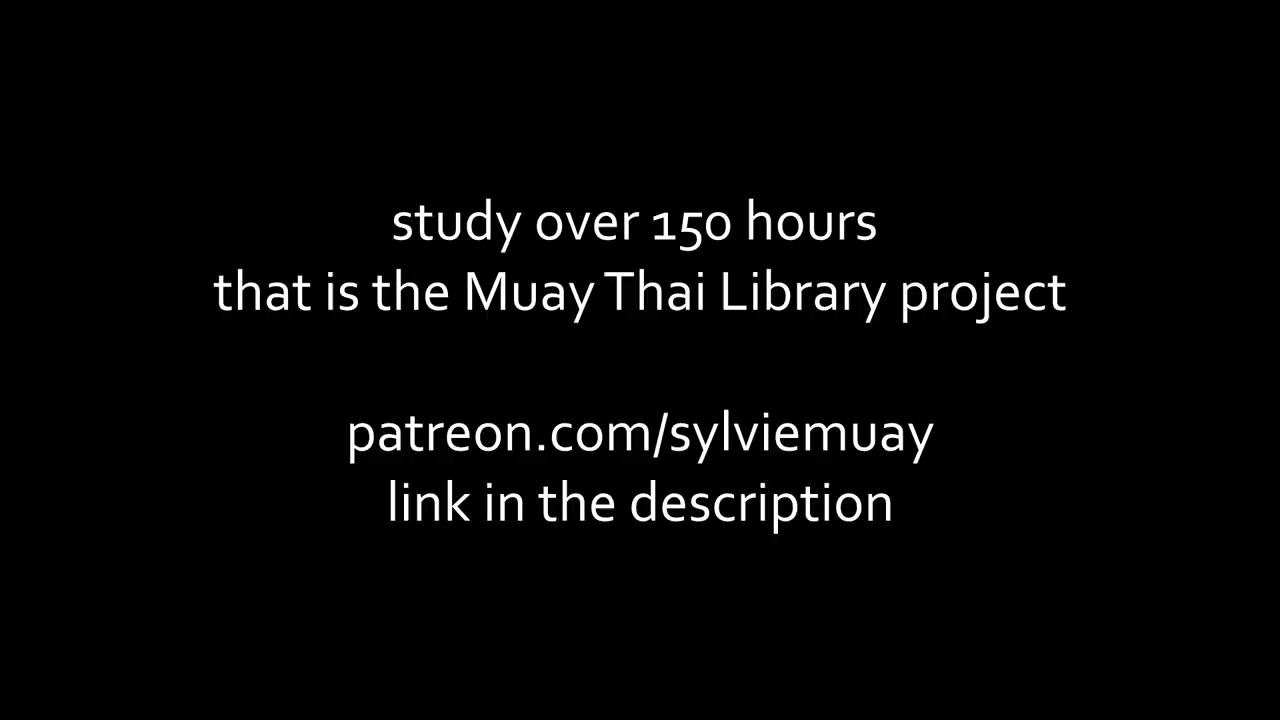 study over 150 hours
that is the Muay Thai Library project
patreon.com/sylviemuay
link in the description